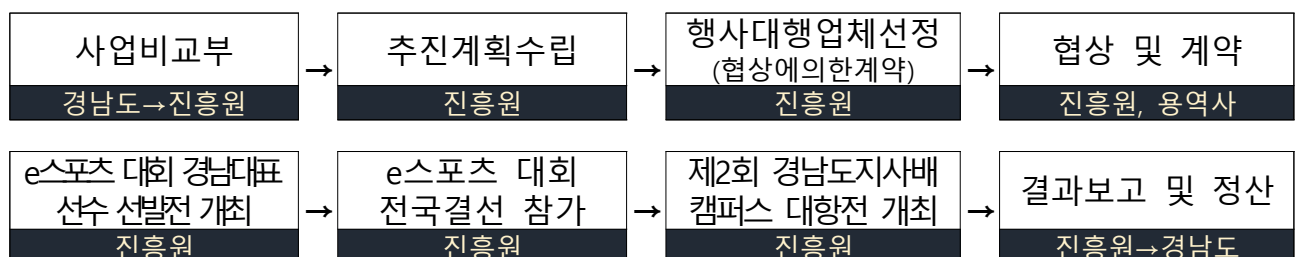 사업비교부
경남도→진흥원
→
추진계획수립
진흥원
→
행사대행업체선정
(협상에의한계약)
진흥원
→
협상 및 계약
진흥원, 용역사
e스포츠 대회 경남대표
선수 선발전 개최
진흥원
→
e스포츠 대회
전국결선 참가
진흥원
→
제2회 경남도지사배
캠퍼스 대항전 개최
진흥원
→
결과보고 및 정산
진흥원→경남도